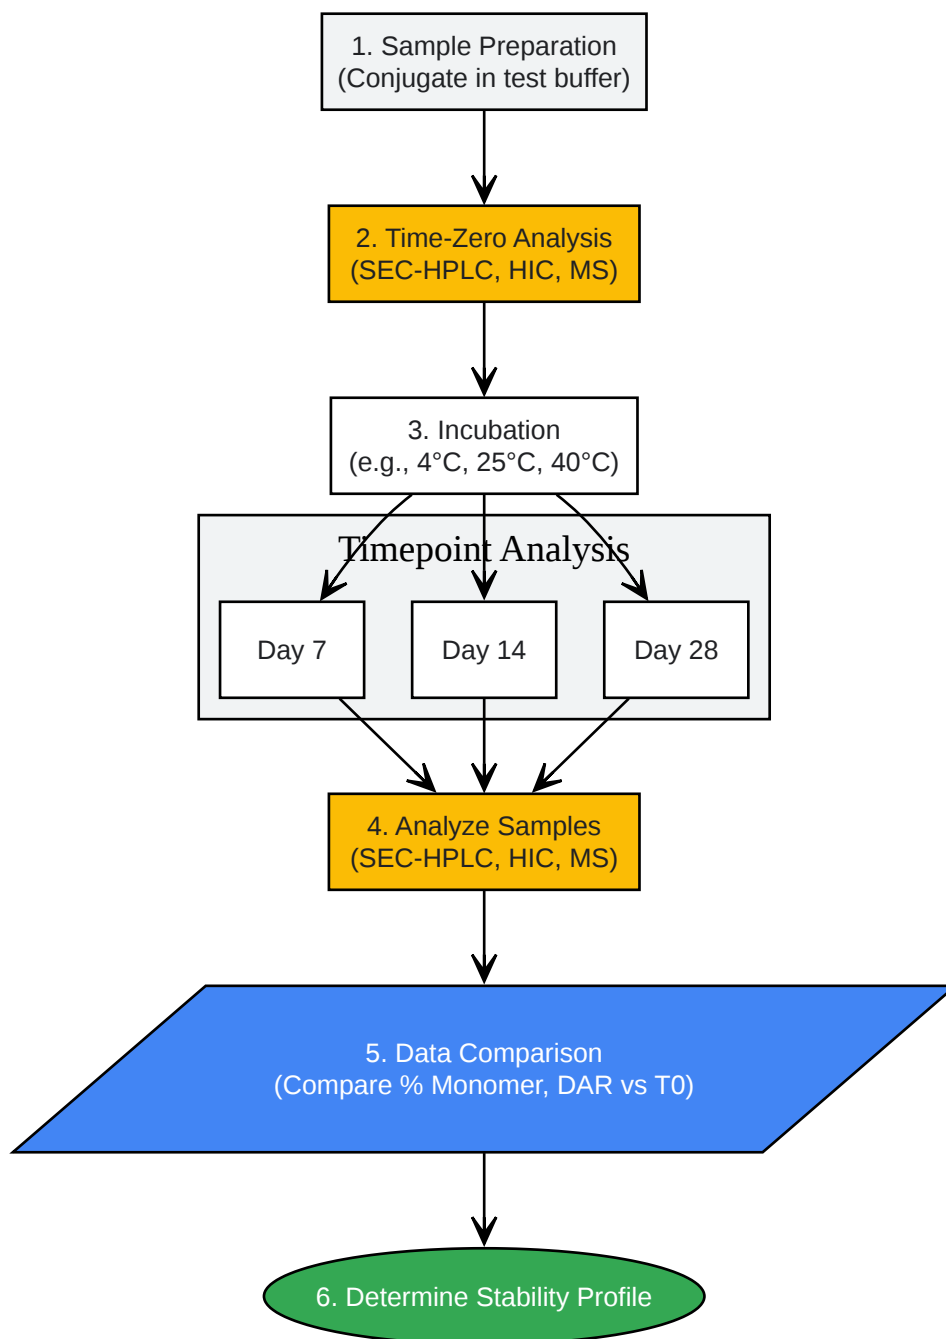 1. Sample Preparation
(Conjugate in test buffer)
2. Time-Zero Analysis
(SEC-HPLC, HIC, MS)
3. Incubation
(e.g., 4°C, 25°C, 40°C)
Timepoint Analysis
Day 7
Day 14
Day 28
4. Analyze Samples
(SEC-HPLC, HIC, MS)
5. Data Comparison
(Compare % Monomer, DAR vs T0)
6. Determine Stability Profile